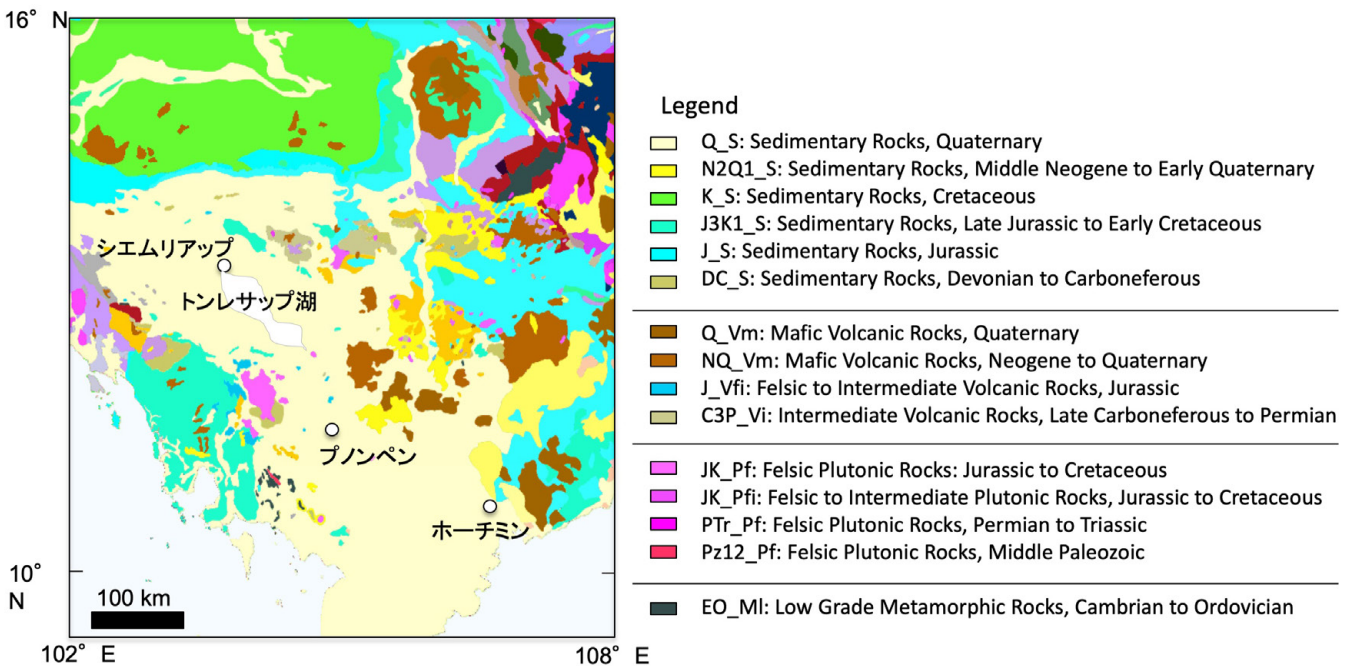 16° N
シエムリアップ
トンレサップ湖
プノンペン
ホーチミン
10°
N
100 km
102° E
108° E
Legend
Q_S: Sedimentary Rocks, Quaternary
N2Q1_S: Sedimentary Rocks, Middle Neogene to Early Quaternary
K_S: Sedimentary Rocks, Cretaceous
J3K1_S: Sedimentary Rocks, Late Jurassic to Early Cretaceous
J_S: Sedimentary Rocks, Jurassic
DC_S: Sedimentary Rocks, Devonian to Carboneferous
Q_Vm: Mafic Volcanic Rocks, Quaternary
NQ_Vm: Mafic Volcanic Rocks, Neogene to Quaternary
J_Vfi: Felsic to Intermediate Volcanic Rocks, Jurassic
C3P_Vi: Intermediate Volcanic Rocks, Late Carboneferous to Permian
JK_Pf: Felsic Plutonic Rocks: Jurassic to Cretaceous
JK_Pfi: Felsic to Intermediate Plutonic Rocks, Jurassic to Cretaceous
PTr_Pf: Felsic Plutonic Rocks, Permian to Triassic
Pz12_Pf: Felsic Plutonic Rocks, Middle Paleozoic
EO_Ml: Low Grade Metamorphic Rocks, Cambrian to Ordovician